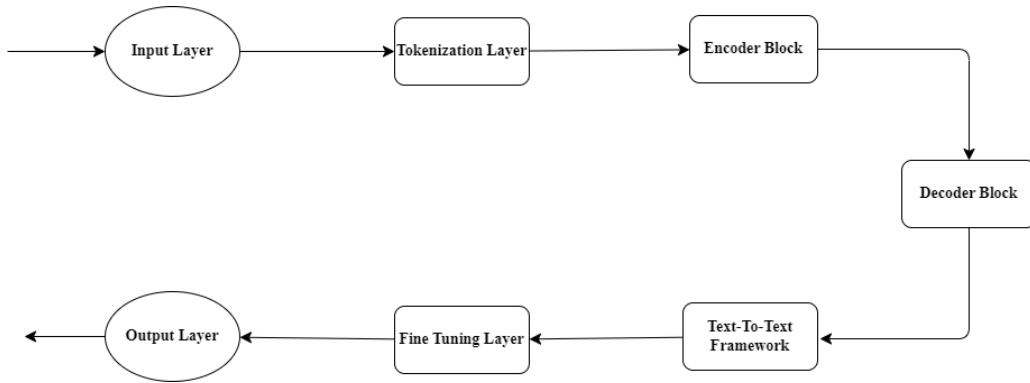 Input Layer
Tokenization Layer
Encoder Block
Decoder Block
Text-To-Text
Framework
Fine Tuning Layer
Output Layer